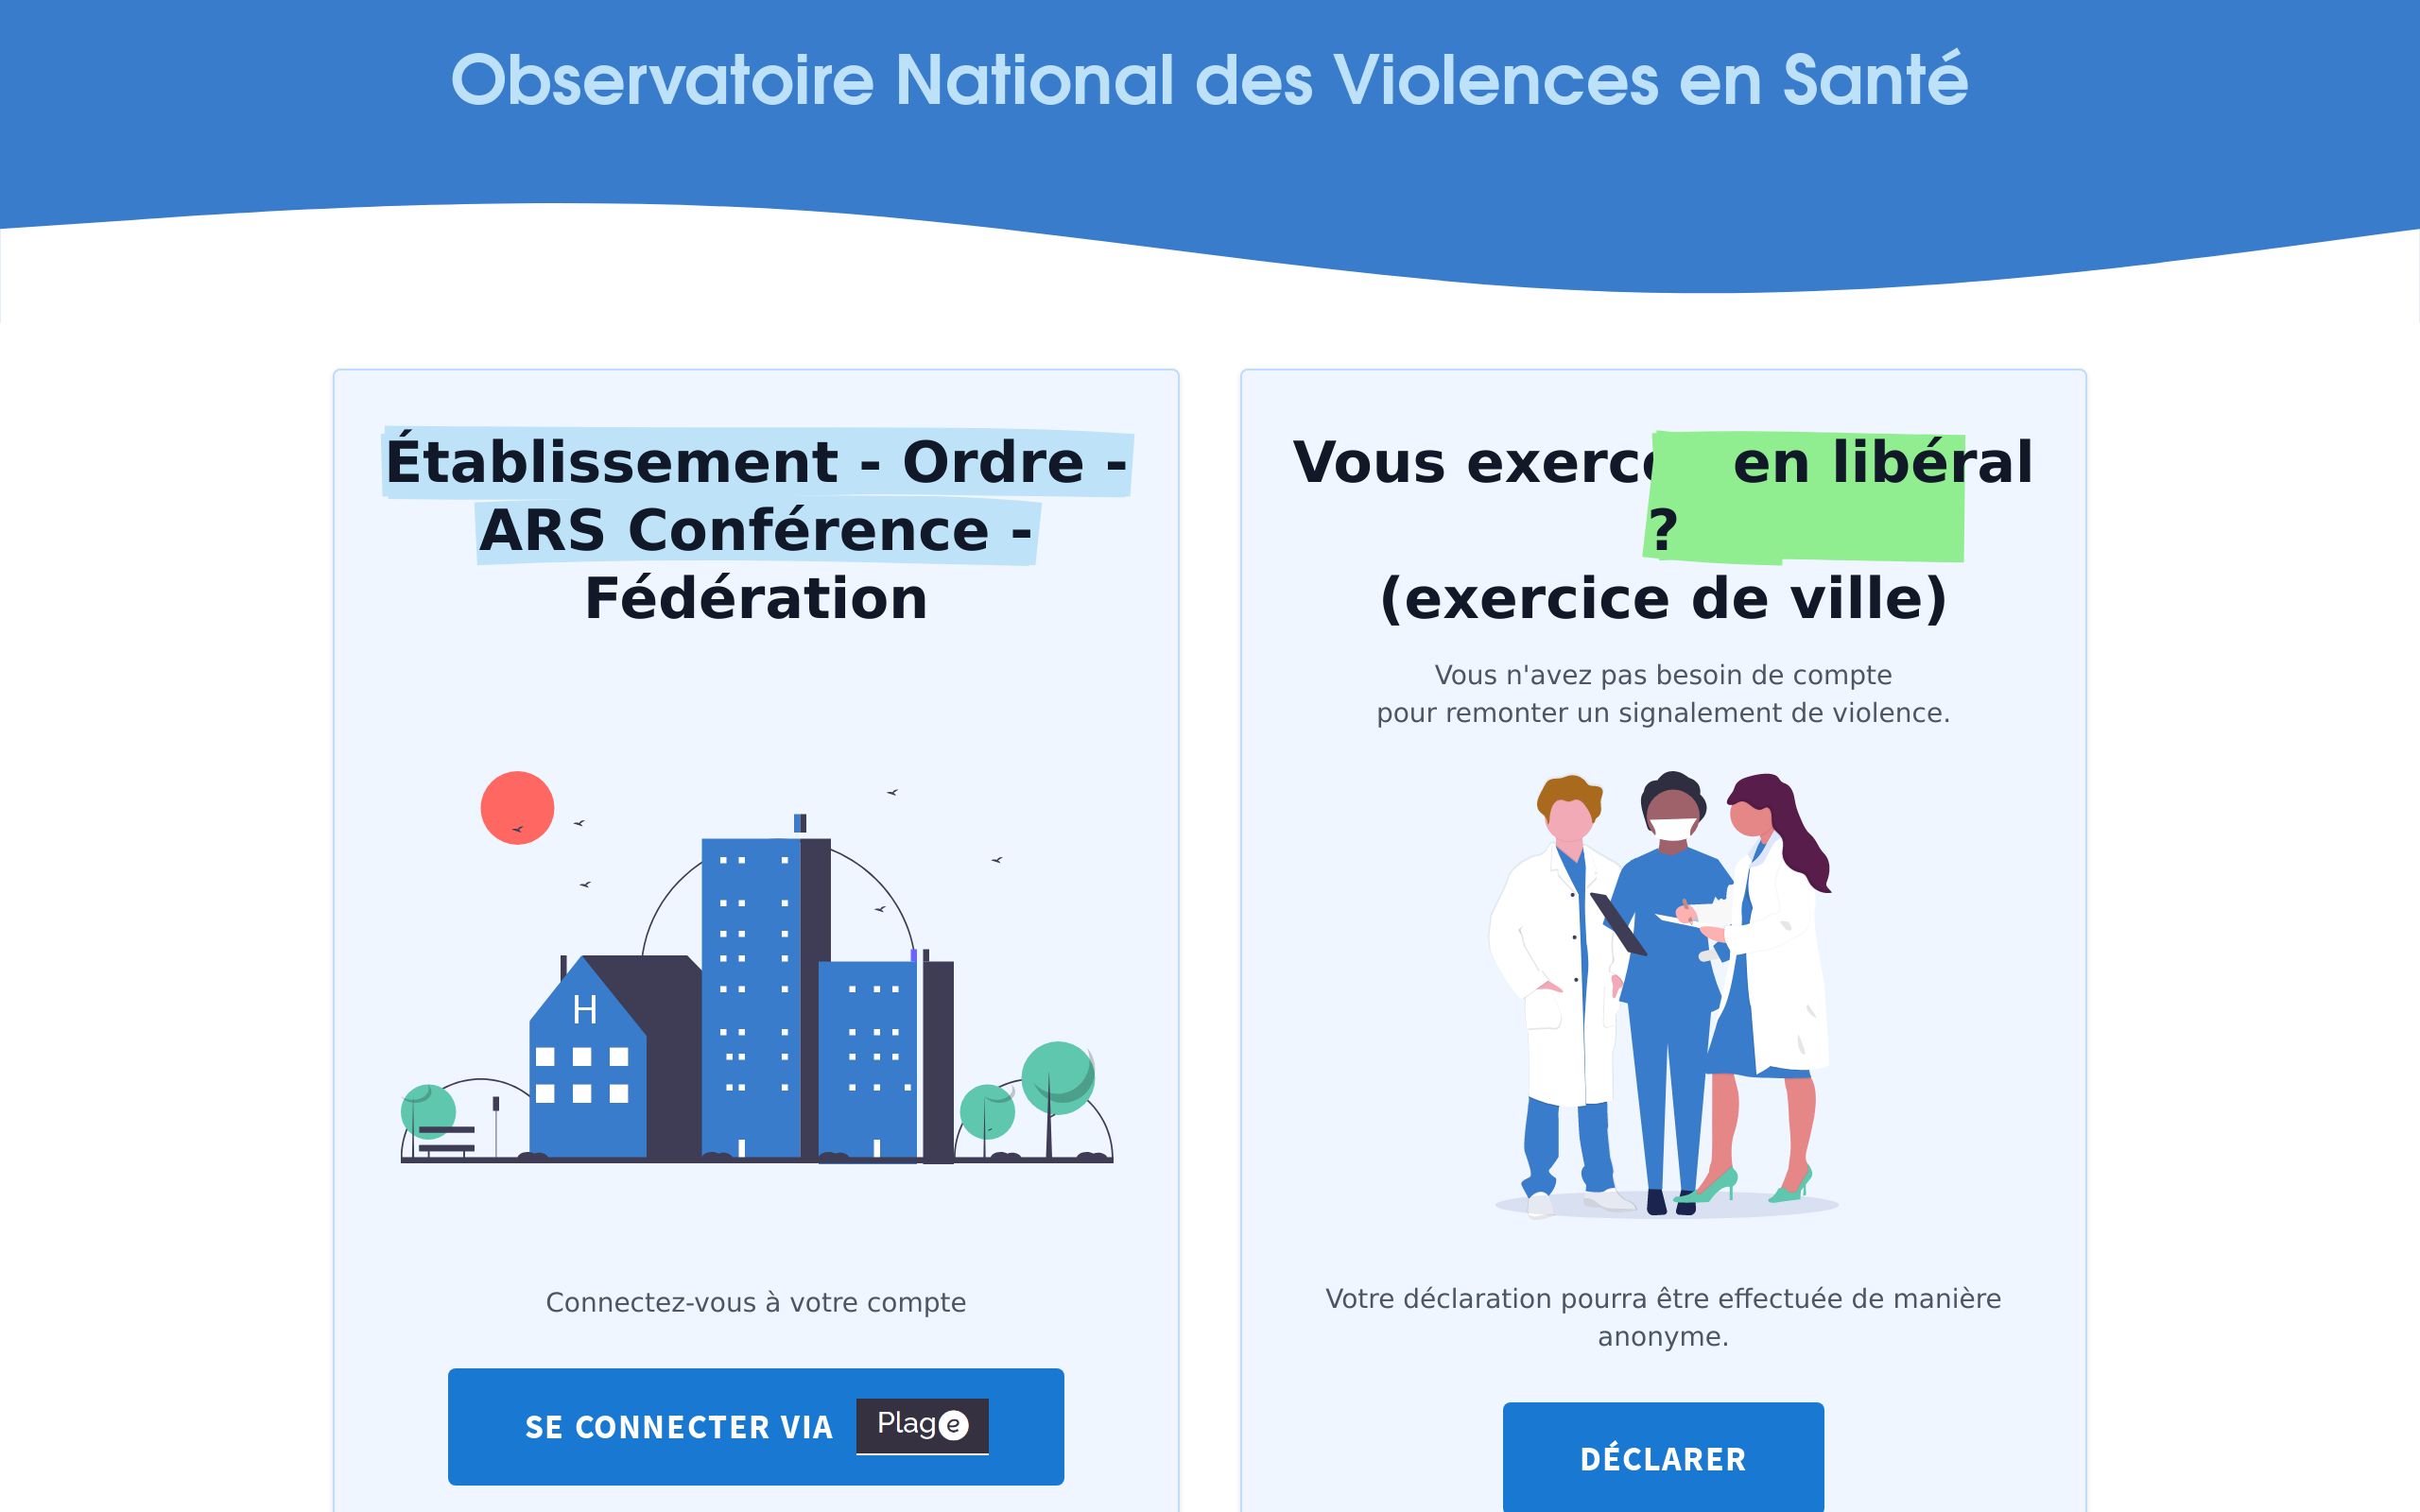 Observatoire National des Violences en Santé
Établissement - Ordre -
ARS Conférence -
Fédération
H
Connectez-vous à votre compte
SE CONNECTER VIA Plage
Vous exerce en libéral
?
(exercice de ville)
Vous n'avez pas besoin de compte
pour remonter un signalement de violence.
Votre déclaration pourra être effectuée de manière
anonyme.
DÉCLARER